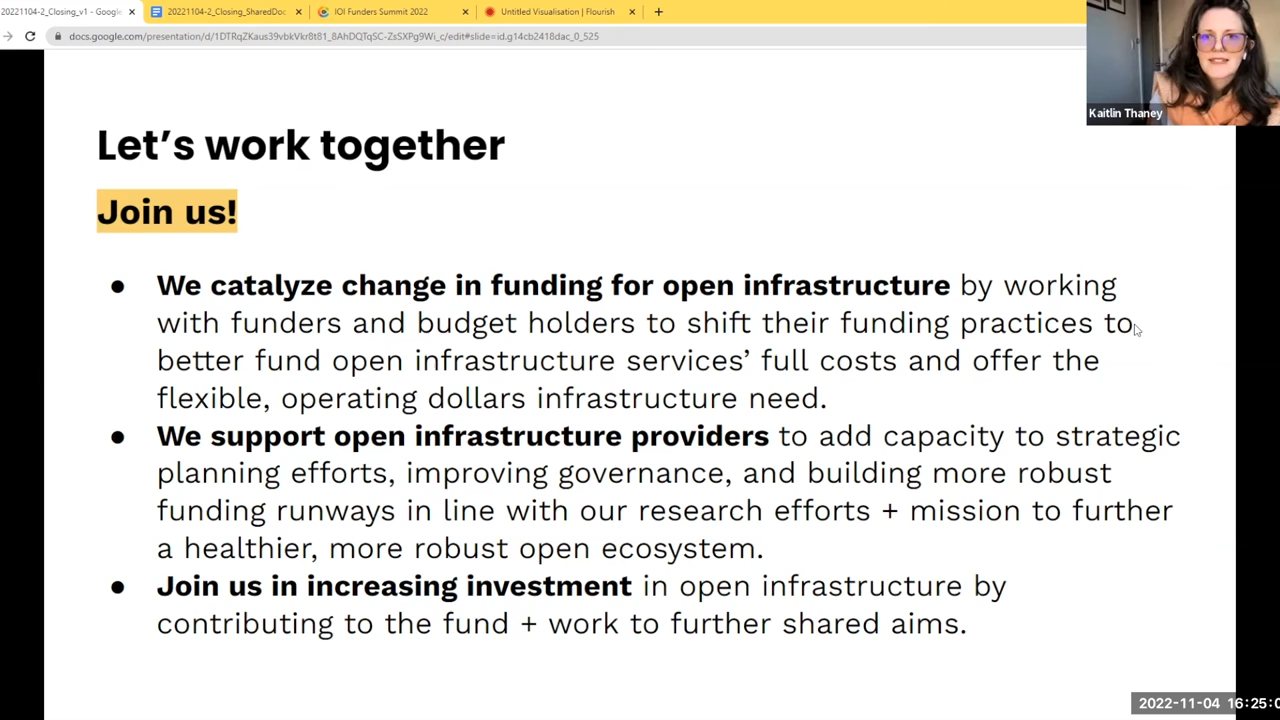 20221104-2_Closing_v1 - Google
20221104-2_Closing_SharedDoc
IOI Funders Summit 2022
Untitled Visualisation | Flourish
docs.google.com/presentation/d/1DTRqZKaus39vbkVkr8t81_8AhDQTqSC-ZsSXPg9Wi_c/edit#slide=id.g14cb2418dac_0_525
Kaitlin Thaney
Let's work together
Join us!
● We catalyze change in funding for open infrastructure by working
with funders and budget holders to shift their funding practices to
better fund open infrastructure services' full costs and offer the
flexible, operating dollars infrastructure need.
● We support open infrastructure providers to add capacity to strategic
planning efforts, improving governance, and building more robust
funding runways in line with our research efforts + mission to further
a healthier, more robust open ecosystem.
● Join us in increasing investment in open infrastructure by
contributing to the fund + work to further shared aims.
2022-11-04 16:25:0